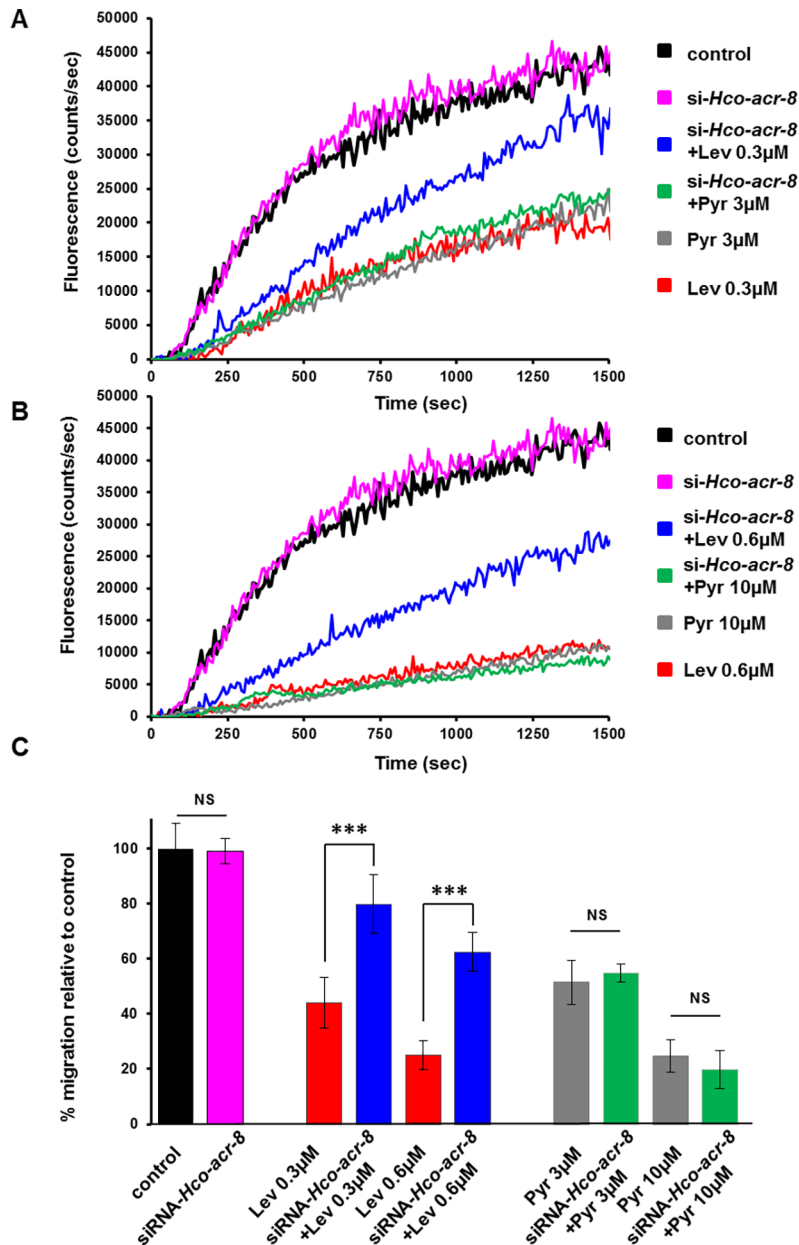 A
Fluorescence (counts/sec)
50000
45000
40000
35000
30000
25000
20000
15000
10000
5000
0
0 250 500 750 1000 1250 1500
Time (sec)
control
si-Hco-acr-8
si-Hco-acr-8
+Lev 0.3µM
si-Hco-acr-8
+Pyr 3µM
Pyr 3µM
Lev 0.3µM
B
Fluorescence (counts/sec)
50000
45000
40000
35000
30000
25000
20000
15000
10000
5000
0
0 250 500 750 1000 1250 1500
Time (sec)
control
si-Hco-acr-8
si-Hco-acr-8
+Lev 0.6µM
si-Hco-acr-8
+Pyr 10µM
Pyr 10µM
Lev 0.6µM
C
% migration relative to control
100
80
60
40
20
0
NS
***
***
NS
NS
control
siRNA-Hco-acr-8
Lev 0.3µM
siRNA-Hco-acr-8
+Lev 0.3µM
Lev 0.6µM
siRNA-Hco-acr-8
+Lev 0.6µM
Pyr 3µM
siRNA-Hco-acr-8
+Pyr 3µM
Pyr 10µM
siRNA-Hco-acr-8
+Pyr 10µM